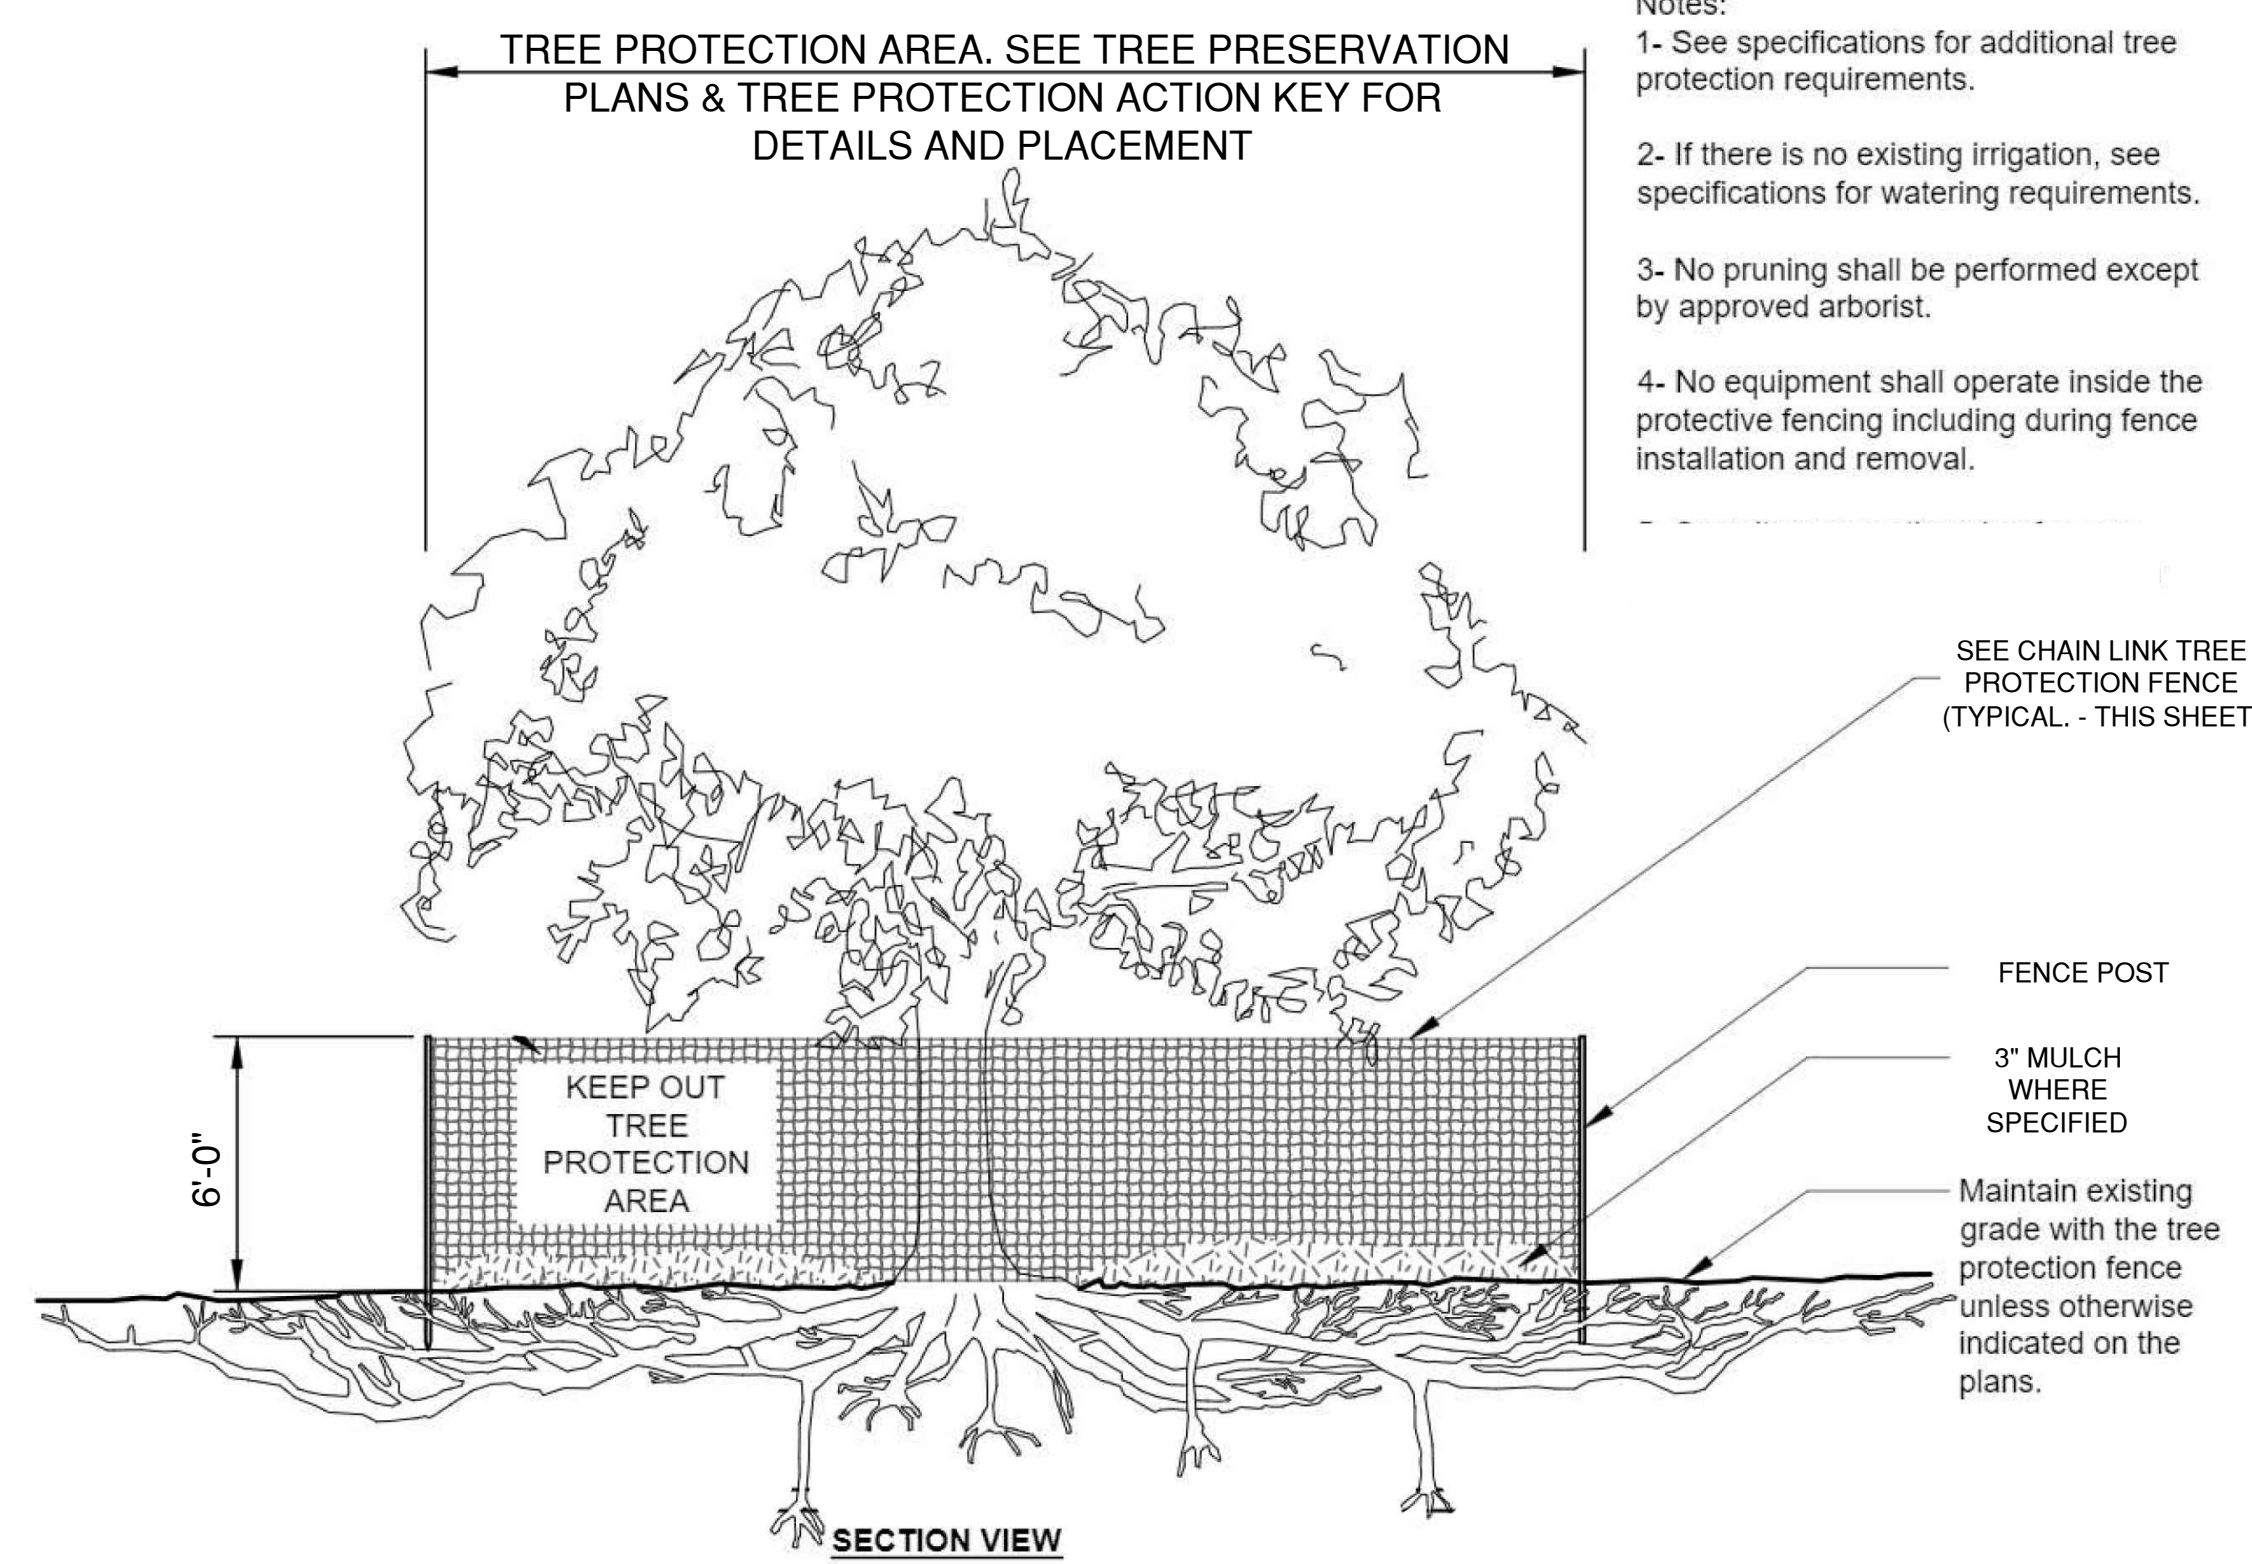 TREE PROTECTION AREA. SEE TREE PRESERVATION
PLANS & TREE PROTECTION ACTION KEY FOR
DETAILS AND PLACEMENT
Notes:
1- See specifications for additional tree
protection requirements.
2- If there is no existing irrigation, see
specifications for watering requirements.
3- No pruning shall be performed except
by approved arborist.
4- No equipment shall operate inside the
protective fencing including during fence
installation and removal.
SEE CHAIN LINK TREE
PROTECTION FENCE
(TYPICAL. - THIS SHEET
FENCE POST
3" MULCH
WHERE
SPECIFIED
Maintain existing
grade with the tree
protection fence
unless otherwise
indicated on the
plans.
KEEP OUT
TREE
PROTECTION
AREA
6'-0"
SECTION VIEW